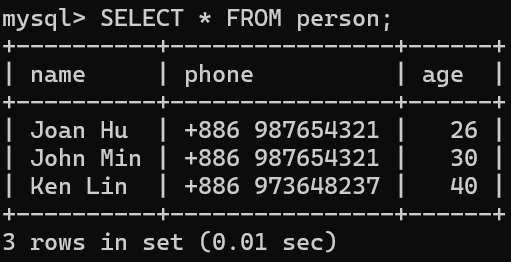 mysql> SELECT * FROM person;
+----------+----------------+------+
| name     | phone          | age  |
+----------+----------------+------+
| Joan Hu  | +886 987654321 |   26 |
| John Min | +886 987654321 |   30 |
| Ken Lin  | +886 973648237 |   40 |
+----------+----------------+------+
3 rows in set (0.01 sec)